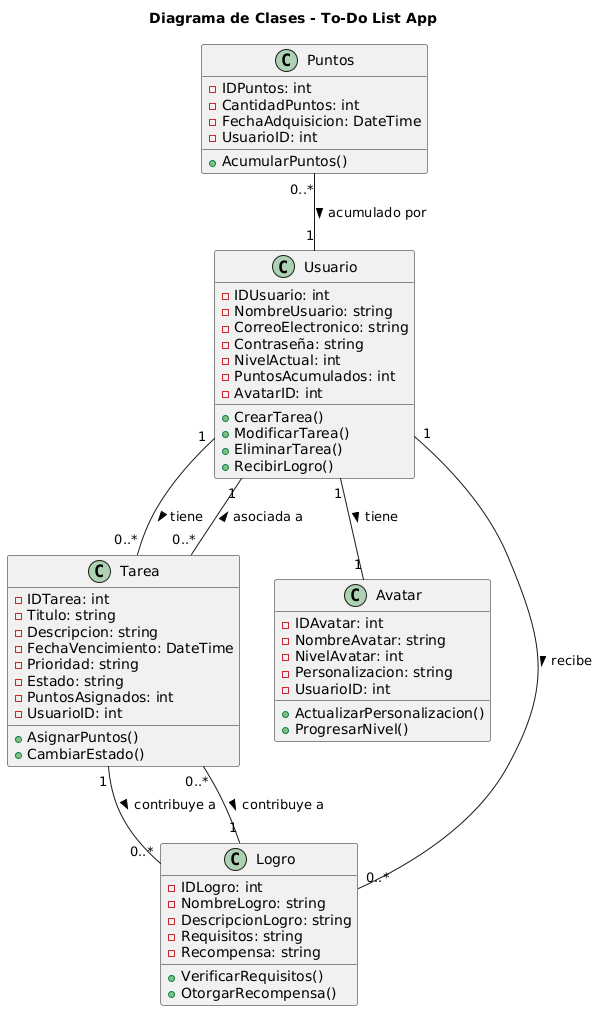 Diagrama de Clases - To-Do List App
C Puntos
IDPuntos: int
CantidadPuntos: int
FechaAdquisicion: DateTime
UsuarioID: int
AcumularPuntos()
0..*
acumulado por
1
C Usuario
IDUsuario: int
NombreUsuario: string
CorreoElectronico: string
Contraseña: string
NivelActual: int
PuntosAcumulados: int
AvatarID: int
CrearTarea()
ModificarTarea()
EliminarTarea()
RecibirLogro()
1
1
1
1
tiene
asociada a
tiene
0..*
0..*
1
C Tarea
IDTarea: int
Titulo: string
Descripcion: string
FechaVencimiento: DateTime
Prioridad: string
Estado: string
PuntosAsignados: int
UsuarioID: int
AsignarPuntos()
CambiarEstado()
C Avatar
IDAvatar: int
NombreAvatar: string
NivelAvatar: int
Personalizacion: string
UsuarioID: int
ActualizarPersonalizacion()
ProgresarNivel()
recibe
1
0..*
contribuye a
contribuye a
0..*
1
0..*
C Logro
IDLogro: int
NombreLogro: string
DescripcionLogro: string
Requisitos: string
Recompensa: string
VerificarRequisitos()
OtorgarRecompensa()